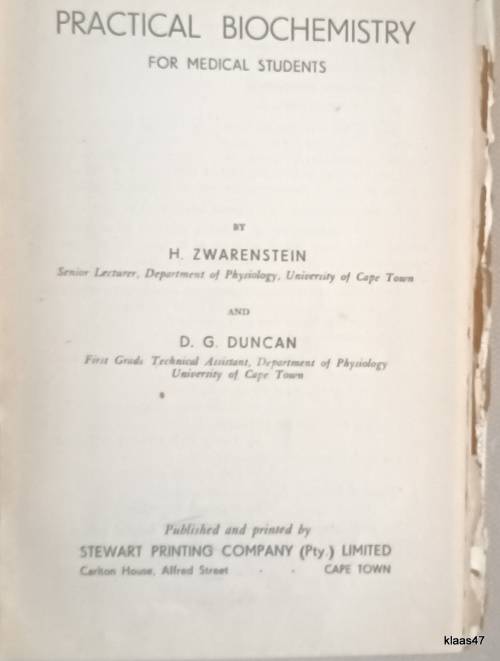 PRACTICAL BIOCHEMISTRY
FOR MEDICAL STUDENTS
BY
H. ZWARENSTEIN
Senior Lecturer, Department of Physiology, University of Cape Town
AND
D. G. DUNCAN
First Grade Technical Assistant, Department of Physiology
University of Cape Town
Published and printed by
STEWART PRINTING COMPANY (Pty.) LIMITED
Carlton House, Alfred Street - - CAPE TOWN
klaas47